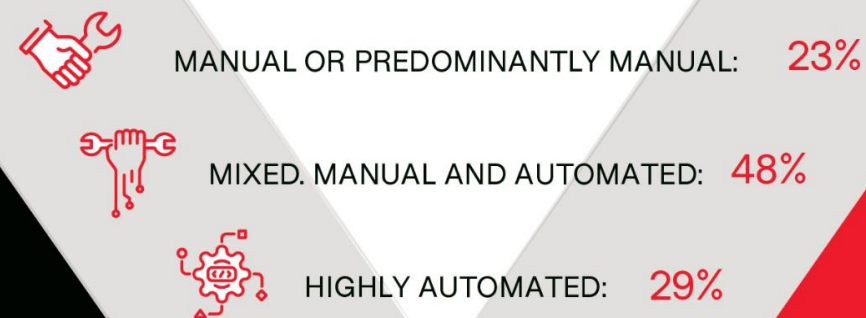 MANUAL OR PREDOMINANTLY MANUAL: 23%
MIXED. MANUAL AND AUTOMATED: 48%
HIGHLY AUTOMATED: 29%